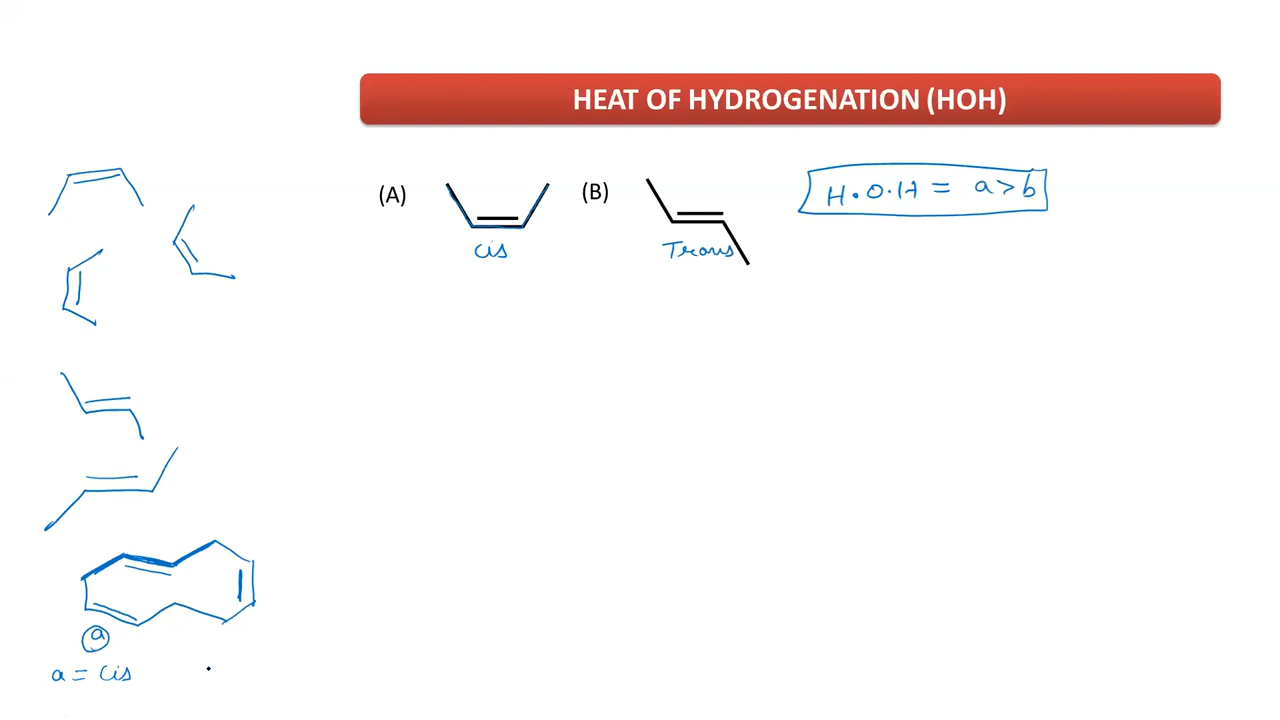 HEAT OF HYDROGENATION (HOH)
(A) (B) H.O.H = a > b
cis Trans
a
a = cis